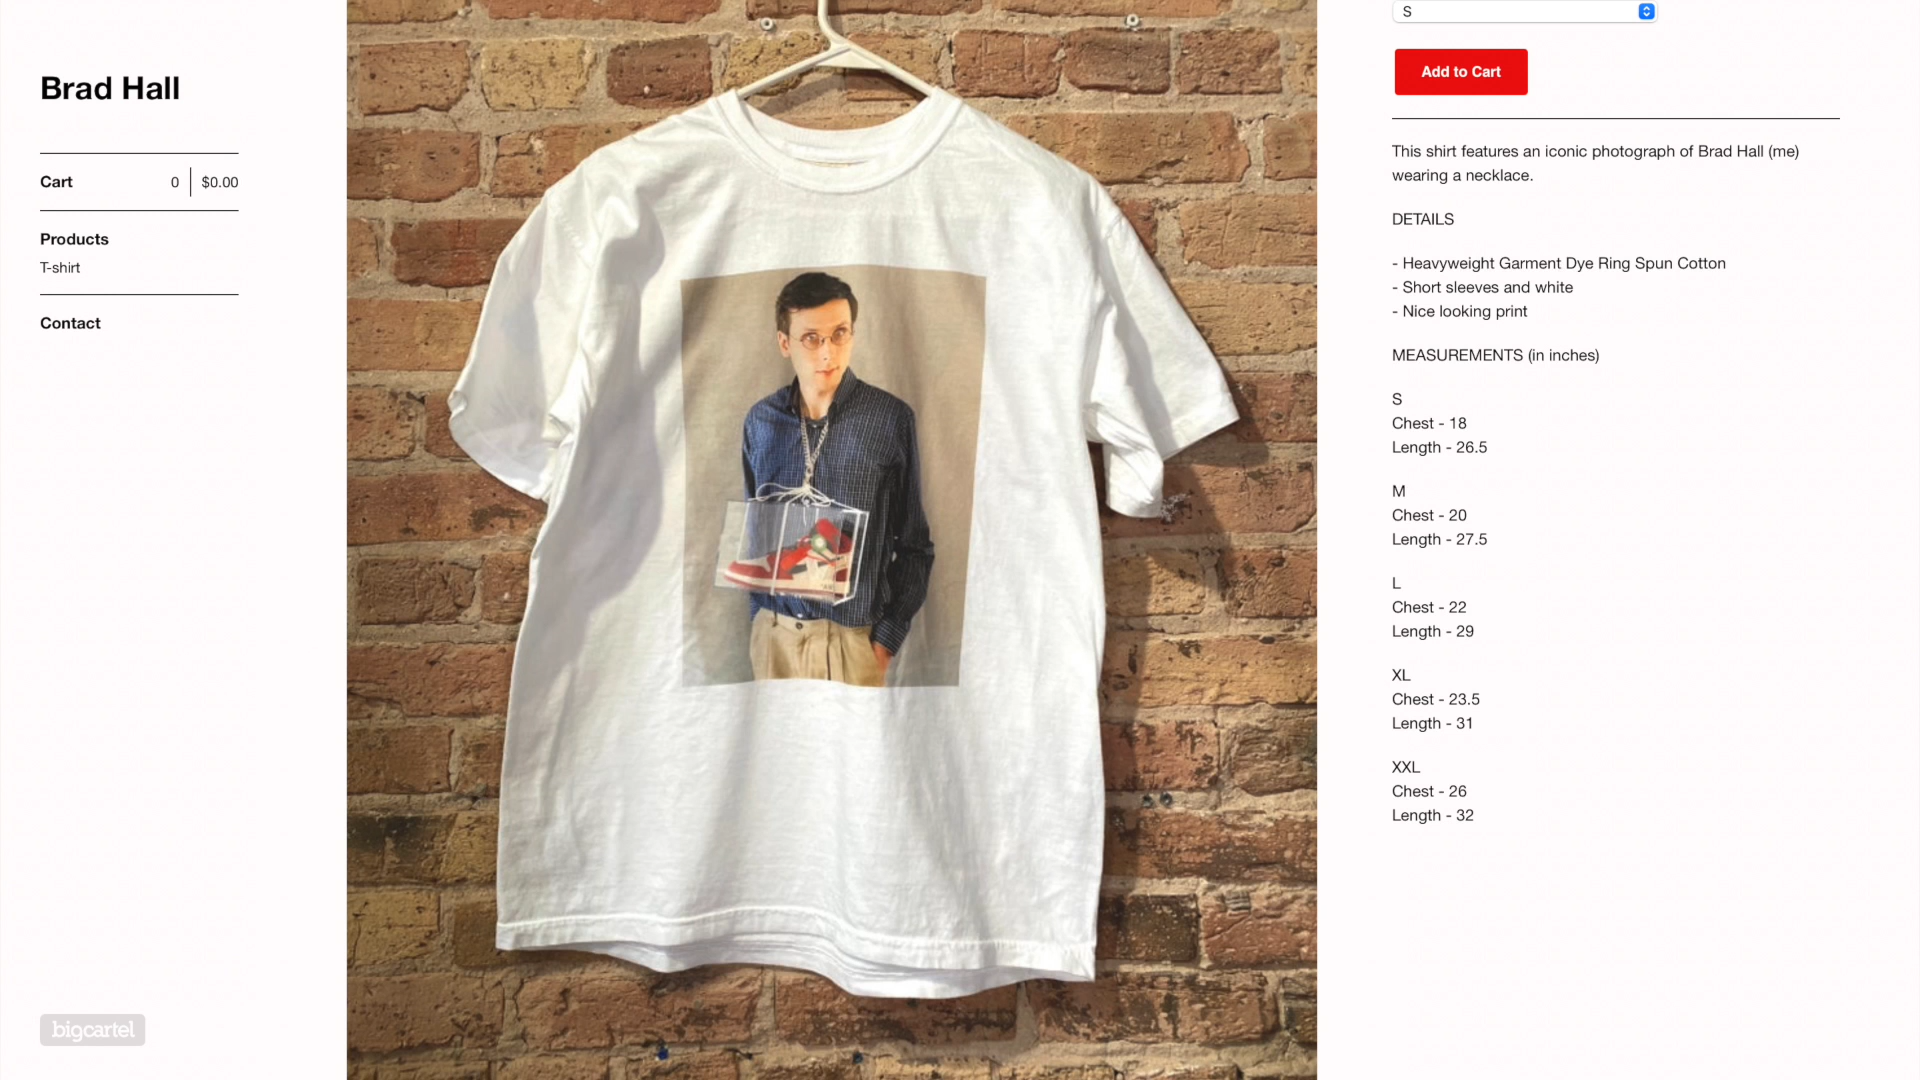 Brad Hall
Cart 0 $0.00
Products
T-shirt
Contact
bigcartel
S
Add to Cart
This shirt features an iconic photograph of Brad Hall (me)
wearing a necklace.
DETAILS
- Heavyweight Garment Dye Ring Spun Cotton
- Short sleeves and white
- Nice looking print
MEASUREMENTS (in inches)
S
Chest - 18
Length - 26.5
M
Chest - 20
Length - 27.5
L
Chest - 22
Length - 29
XL
Chest - 23.5
Length - 31
XXL
Chest - 26
Length - 32